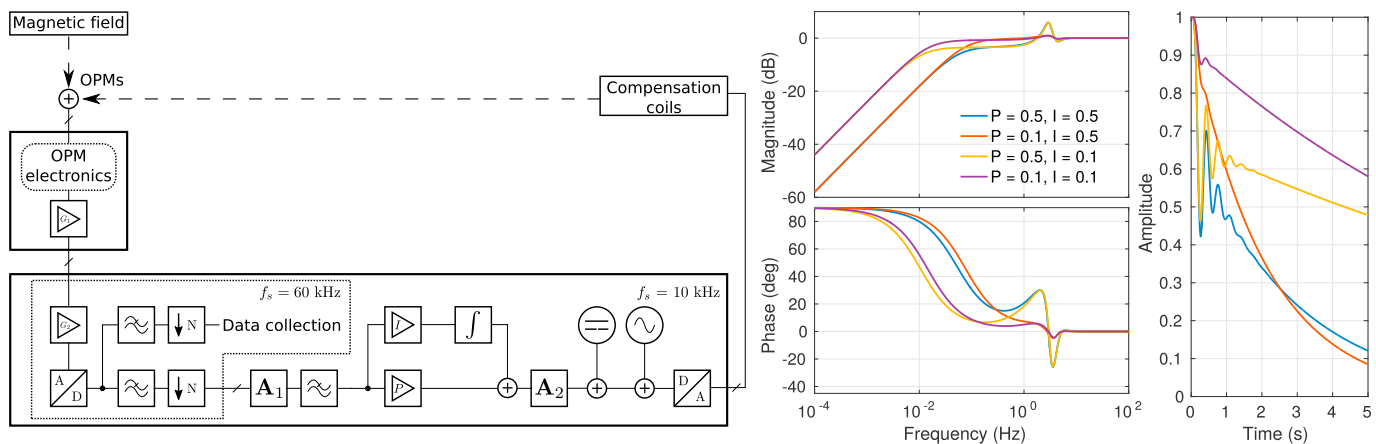 Magnetic field
OPMs
Compensation
coils
OPM
electronics
G₁
fₛ = 60 kHz
fₛ = 10 kHz
G₂
N
Data collection
I
∫
A
D
N
A₁
P
A₂
D
A
Magnitude (dB)
0
-20
-40
-60
P = 0.5, I = 0.5
P = 0.1, I = 0.5
P = 0.5, I = 0.1
P = 0.1, I = 0.1
Phase (deg)
80
60
40
20
0
-20
-40
10⁻⁴
10⁻²
10⁰
10²
Frequency (Hz)
Amplitude
1
0.9
0.8
0.7
0.6
0.5
0.4
0.3
0.2
0.1
0
0
1
2
3
4
5
Time (s)